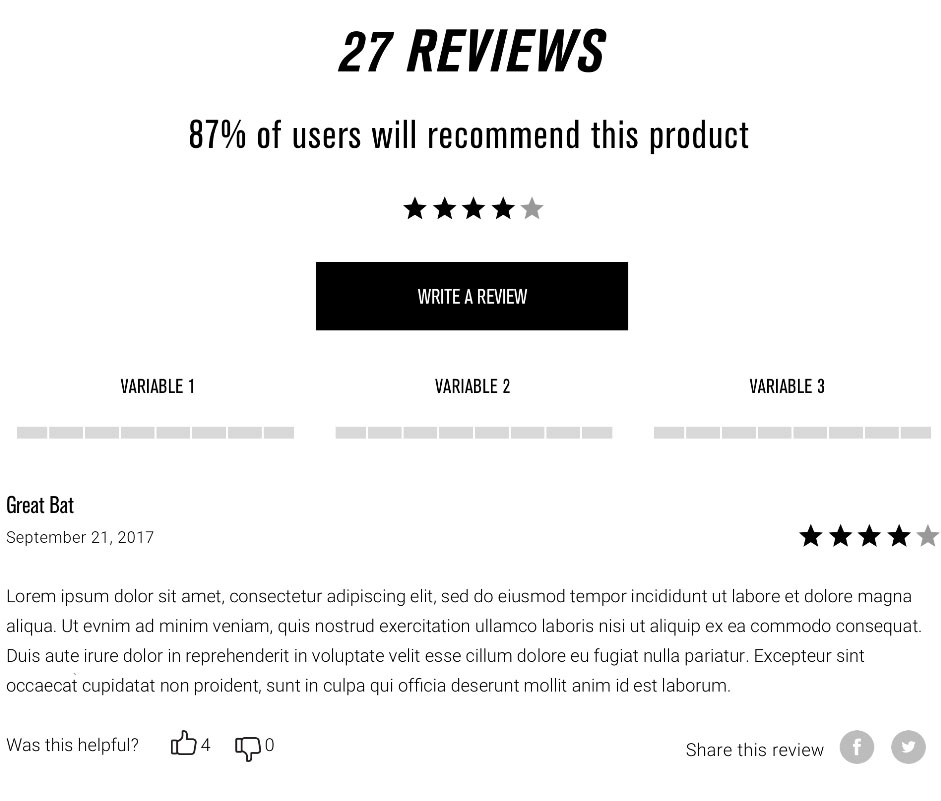 27 REVIEWS
87% of users will recommend this product
WRITE A REVIEW
VARIABLE 1
VARIABLE 2
VARIABLE 3
Great Bat
September 21, 2017
Lorem ipsum dolor sit amet, consectetur adipiscing elit, sed do eiusmod tempor incididunt ut labore et dolore magna
aliqua. Ut evnim ad minim veniam, quis nostrud exercitation ullamco laboris nisi ut aliquip ex ea commodo consequat.
Duis aute irure dolor in reprehenderit in voluptate velit esse cillum dolore eu fugiat nulla pariatur. Excepteur sint
occaecat cupidatat non proident, sunt in culpa qui officia deserunt mollit anim id est laborum.
Was this helpful? 4 0
Share this review f